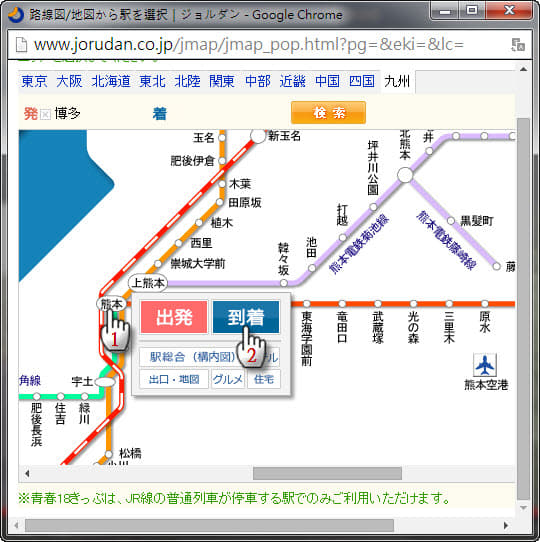 路線図/地図から駅を選択｜ジョルダン - Google Chrome
www.jorudan.co.jp/jmap/jmap_pop.html?pg=&eki=&lc=
東京 大阪 北海道 東北 北陸 関東 中部 近畿 中国 四国 九州
発 博多 着 検索
玉名
新玉名
肥後伊倉
木葉
田原坂
植木
西里
崇城大学前
上熊本
韓々坂
池田
打越
坪井川公園
北熊本
熊本電鉄菊池線
熊本電鉄藤崎線
黒髪町
藤
井
熊本
出発 到着
1
2
駅総合（構内図）
ル
出口・地図 グルメ 住宅
東海学園前
竜田口
武蔵塚
光の森
三里木
原水
熊本空港
角線
宇土
肥後長浜
住吉
緑川
松橋
小川
※青春18きっぷは、JR線の普通列車が停車する駅でのみご利用いただけます。